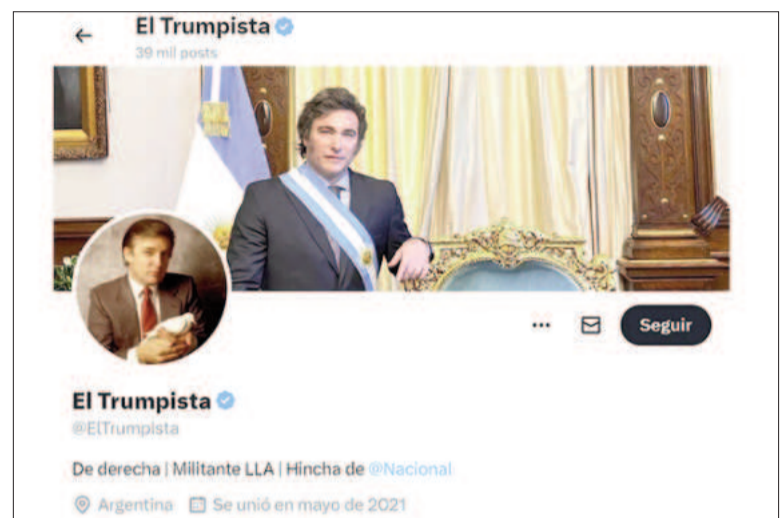 El Trumpista
39 mil posts
Seguir
El Trumpista
@ElTrumpista
De derecha | Militante LLA | Hincha de @Nacional
Argentina Se unió en mayo de 2021